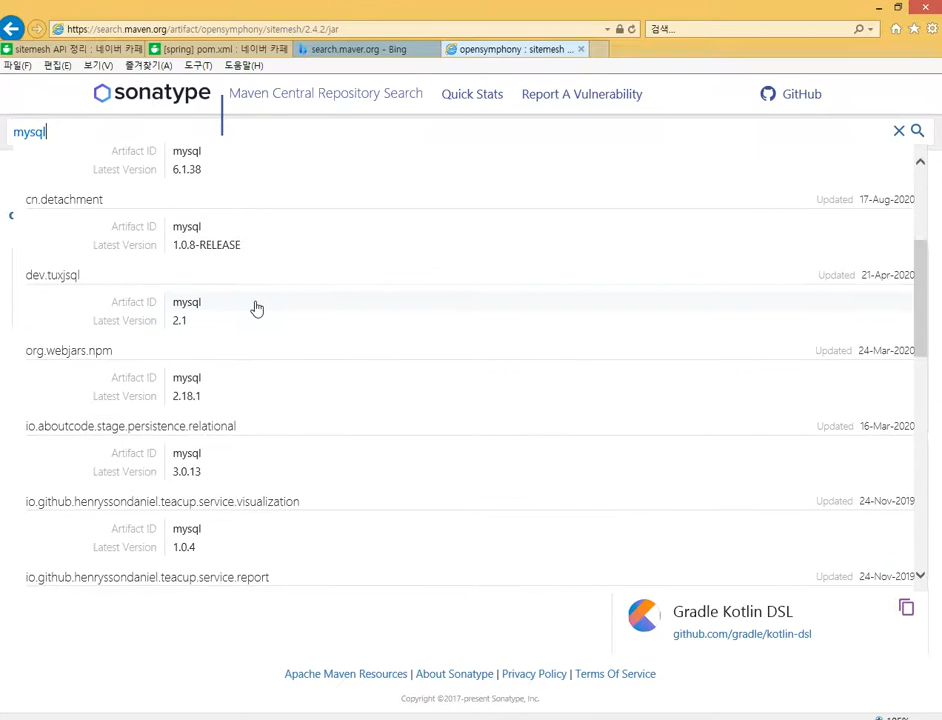 https://search.maven.org/artifact/opensymphony/sitemesh/2.4.2/jar
검색...
sitemesh API 정리 : 네이버 카페
[spring] pom.xml : 네이버 카페
search.maver.org - Bing
opensymphony : sitemesh ...
파일(F) 편집(E) 보기(V) 즐겨찾기(A) 도구(T) 도움말(H)
sonatype
Maven Central Repository Search
Quick Stats
Report A Vulnerability
GitHub
mysql
Artifact ID mysql
Latest Version 6.1.38
cn.detachment Updated 17-Aug-2020
Artifact ID mysql
Latest Version 1.0.8-RELEASE
dev.tuxjsql Updated 21-Apr-2020
Artifact ID mysql
Latest Version 2.1
org.webjars.npm Updated 24-Mar-2020
Artifact ID mysql
Latest Version 2.18.1
io.aboutcode.stage.persistence.relational Updated 16-Mar-2020
Artifact ID mysql
Latest Version 3.0.13
io.github.henryssondaniel.teacup.service.visualization Updated 24-Nov-2019
Artifact ID mysql
Latest Version 1.0.4
io.github.henryssondaniel.teacup.service.report Updated 24-Nov-2019
Gradle Kotlin DSL
github.com/gradle/kotlin-dsl
Apache Maven Resources | About Sonatype | Privacy Policy | Terms Of Service
Copyright ©2017-present Sonatype, Inc.